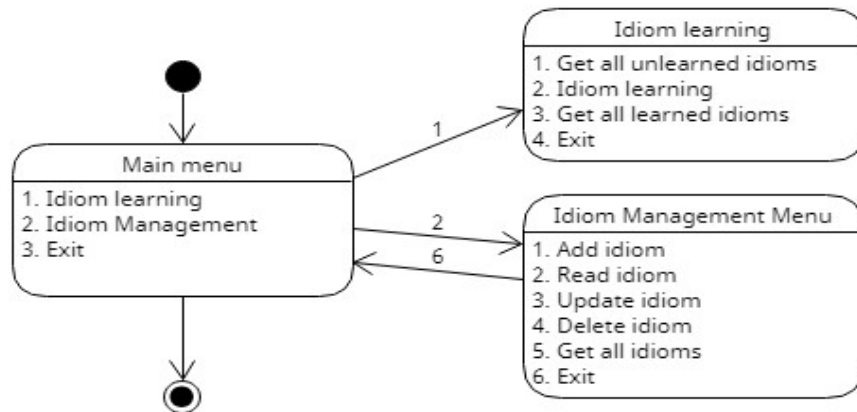 Idiom learning
1. Get all unlearned idioms
2. Idiom learning
3. Get all learned idioms
4. Exit
1
Main menu
1. Idiom learning
2. Idiom Management
3. Exit
2
6
Idiom Management Menu
1. Add idiom
2. Read idiom
3. Update idiom
4. Delete idiom
5. Get all idioms
6. Exit